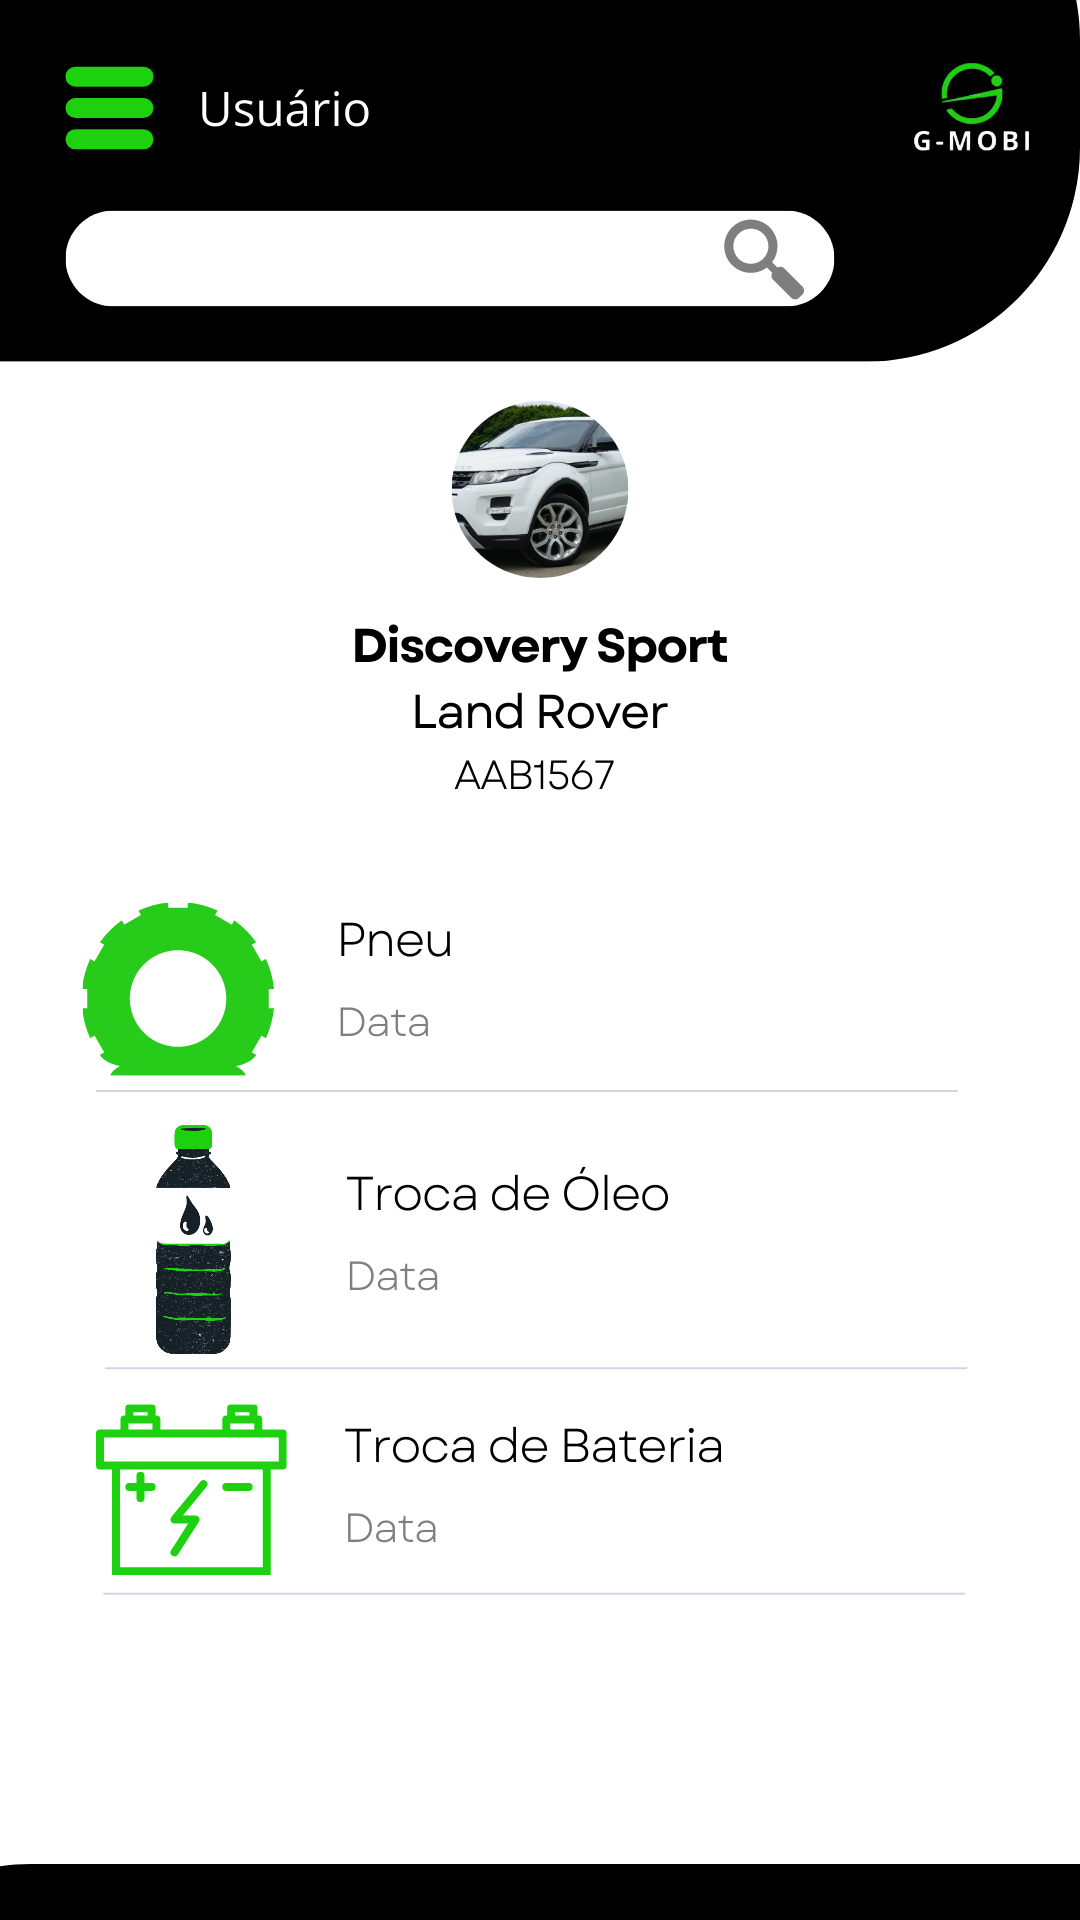 Usuário
G-MOBI
Discovery Sport
Land Rover
AAB1567
Pneu
Data
Troca de Óleo
Data
Troca de Bateria
Data